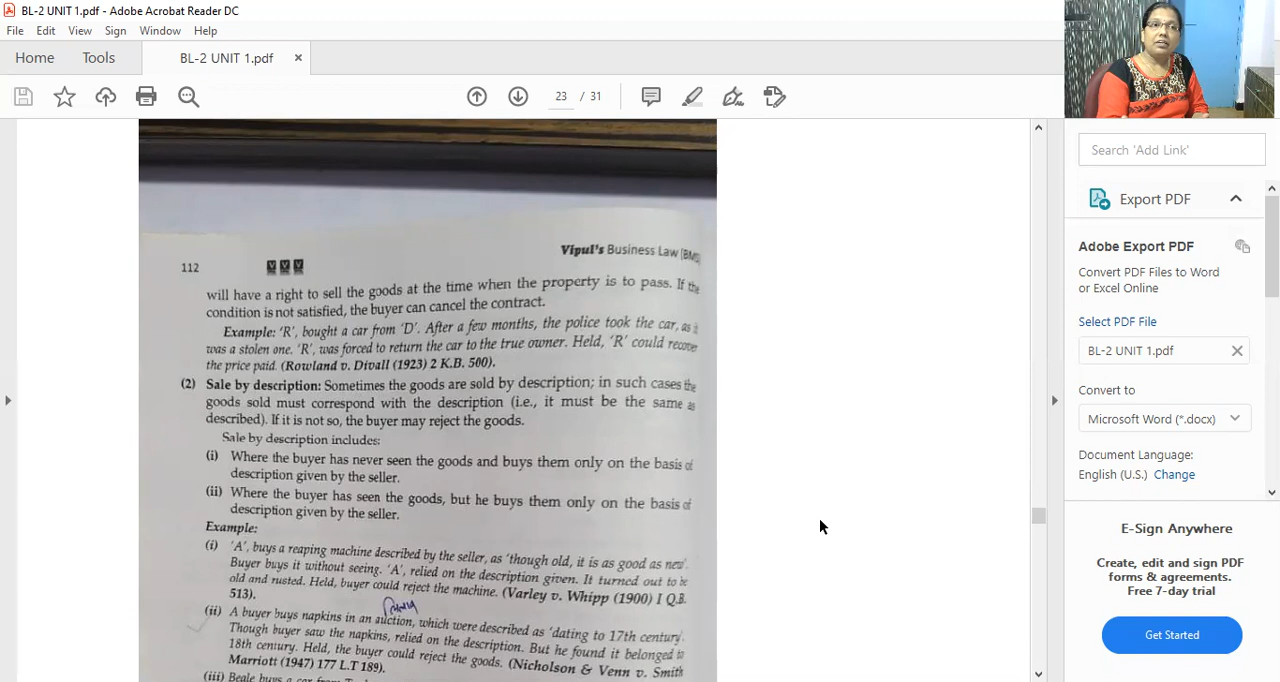 BL-2 UNIT 1.pdf - Adobe Acrobat Reader DC
File Edit View Sign Window Help
Home Tools BL-2 UNIT 1.pdf ×
23 / 31
Search 'Add Link'
Export PDF
Adobe Export PDF
Convert PDF Files to Word
or Excel Online
Select PDF File
BL-2 UNIT 1.pdf
Convert to
Microsoft Word (*.docx)
Document Language:
English (U.S.) Change
E-Sign Anywhere
Create, edit and sign PDF
forms & agreements.
Free 7-day trial
Get Started
112 V V V Vipul's Business Law (BMS
will have a right to sell the goods at the time when the property is to pass. If the
condition is not satisfied, the buyer can cancel the contract.
Example: 'R', bought a car from 'D'. After a few months, the police took the car, as it
was a stolen one. 'R', was forced to return the car to the true owner. Held, 'R' could recover
the price paid. (Rowland v. Divall (1923) 2 K.B. 500).
(2) Sale by description: Sometimes the goods are sold by description; in such cases the
goods sold must correspond with the description (i.e., it must be the same as
described). If it is not so, the buyer may reject the goods.
Sale by description includes:
(i) Where the buyer has never seen the goods and buys them only on the basis of
description given by the seller.
(ii) Where the buyer has seen the goods, but he buys them only on the basis of
description given by the seller.
Example:
(i) 'A', buys a reaping machine described by the seller, as 'though old, it is as good as new'.
Buyer buys it without seeing. 'A', relied on the description given. It turned out to be
old and rusted. Held, buyer could reject the machine. (Varley v. Whipp (1900) I Q.B.
513).
(ii) A buyer buys napkins in an auction, which were described as 'dating to 17th century'.
Though buyer saw the napkins, relied on the description. But he found it belonged to
18th century. Held, the buyer could reject the goods. (Nicholson & Venn v. Smith
Marriott (1947) 177 L.T 189).
(iii) Beale buys a car from